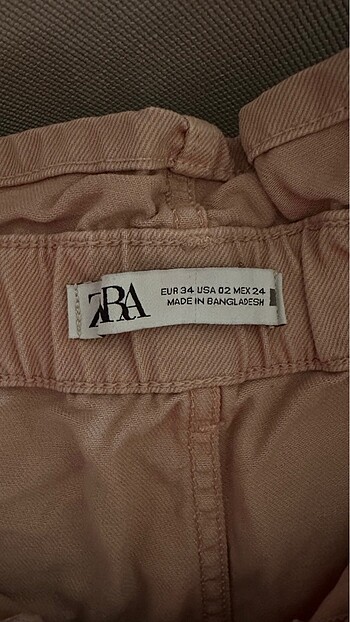 ZARA
EUR 34 USA 02 MEX 24
MADE IN BANGLADESH